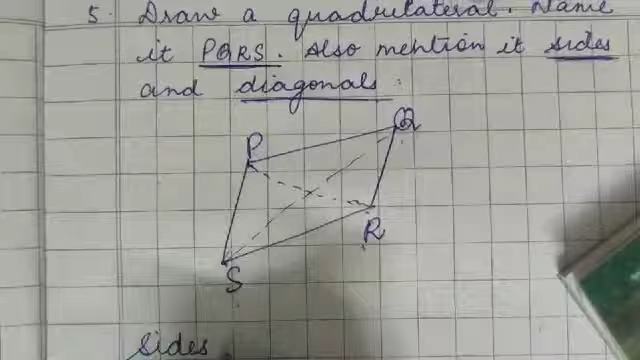 5. Draw a quadrilateral. Name
it PQRS. Also mention it sides
and diagonals.
P
Q
R
S
Sides